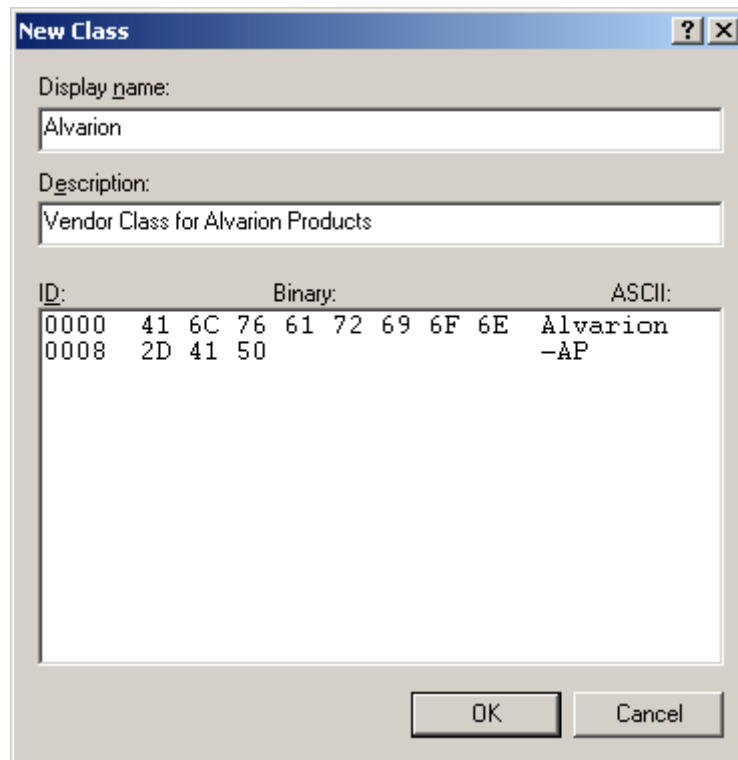 New Class
Display name:
Alvarion
Description:
Vendor Class for Alvarion Products
ID: Binary: ASCII:
0000 41 6C 76 61 72 69 6F 6E Alvarion
0008 2D 41 50 -AP
OK Cancel